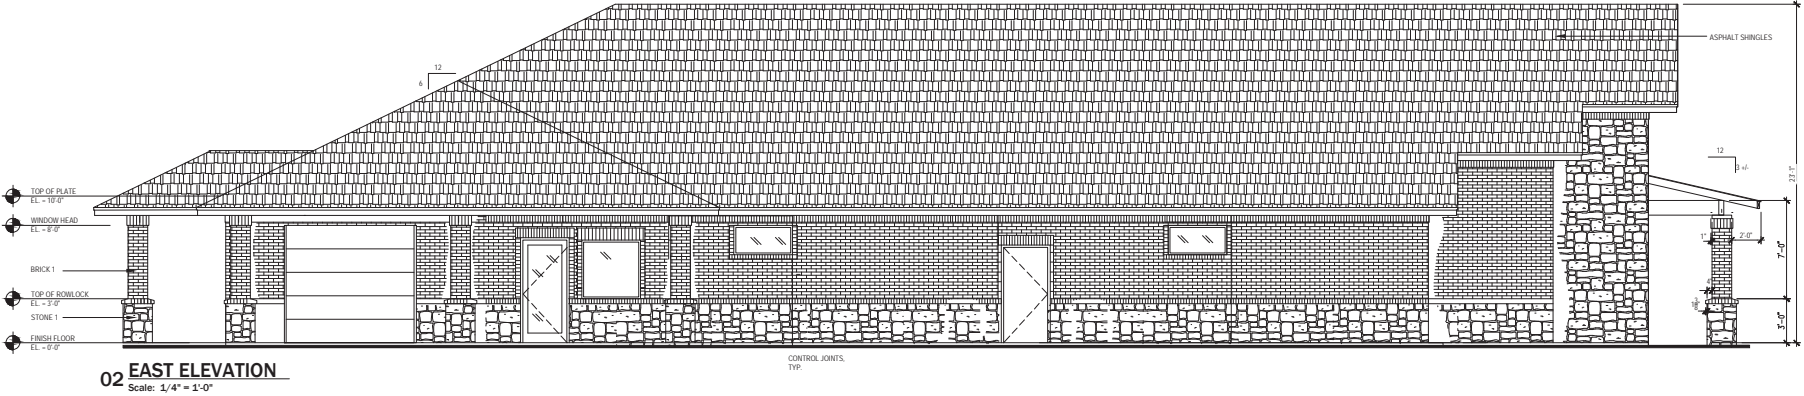 ASPHALT SHINGLES
12
6
12
3 +/-
23'-1"
TOP OF PLATE
EL. = 10'-0"
WINDOW HEAD
EL. = 8'-0"
1"
2'-0"
7'-0"
BRICK 1
TOP OF ROWLOCK
EL. = 3'-0"
STONE 1
3'-0"
FINISH FLOOR
EL. = 0'-0"
CONTROL JOINTS,
TYP.
02 EAST ELEVATION
Scale: 1/4" = 1'-0"